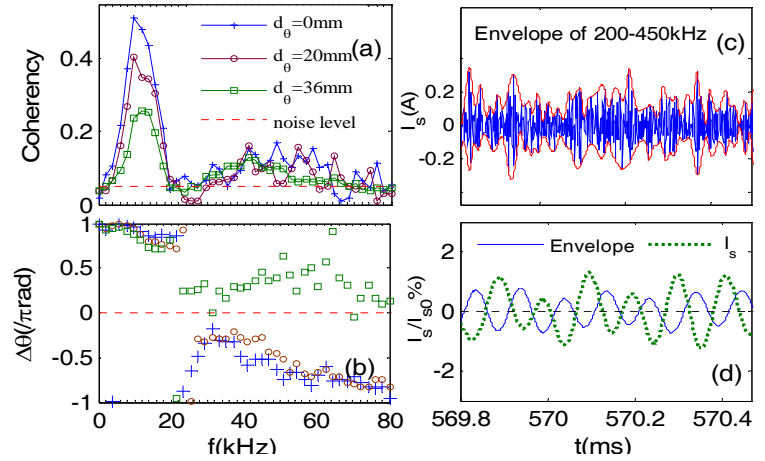 Coherency
0.4
0.2
0
d_θ=0mm
(a)
d_θ=20mm
d_θ=36mm
noise level
Δθ(/πrad)
1
0.5
0
-0.5
-1
(b)
0 20 40 60 80
f(kHz)
Envelope of 200-450kHz
(c)
I_s(A)
0.4
0.2
0
-0.2
Envelope
I_s
I_s/I_s0%)
2
0
-2
(d)
569.8 570 570.2 570.4
t(ms)